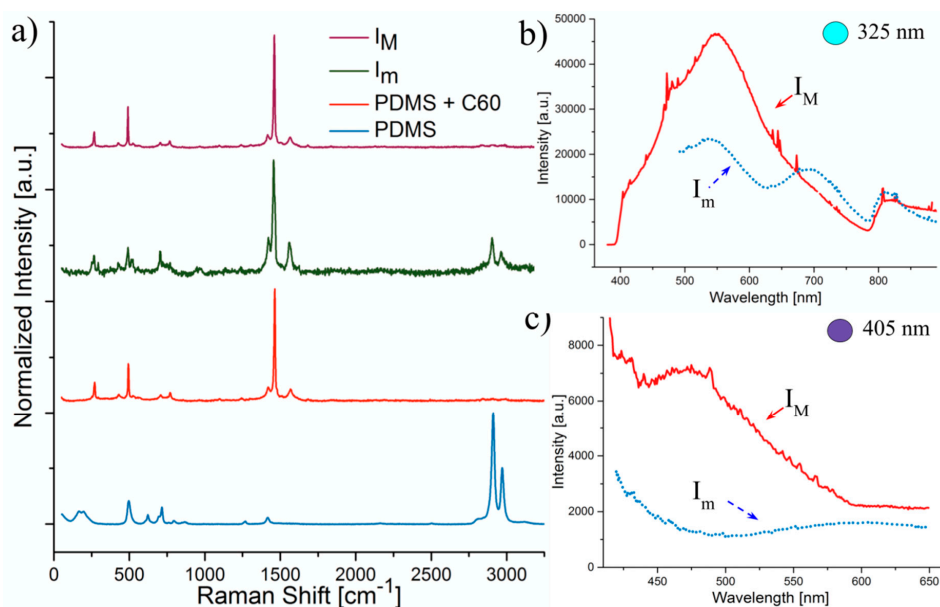 a)
I_M
I_m
PDMS + C60
PDMS
Normalized Intensity [a.u.]
0
500
1000
1500
2000
2500
3000
Raman Shift [cm⁻¹]
b)
325 nm
I_M
I_m
Intensity [a.u.]
50000
40000
30000
20000
10000
0
400
500
600
700
800
Wavelength [nm]
c)
405 nm
I_M
I_m
Intensity [a.u.]
8000
6000
4000
2000
0
450
500
550
600
650
Wavelength [nm]